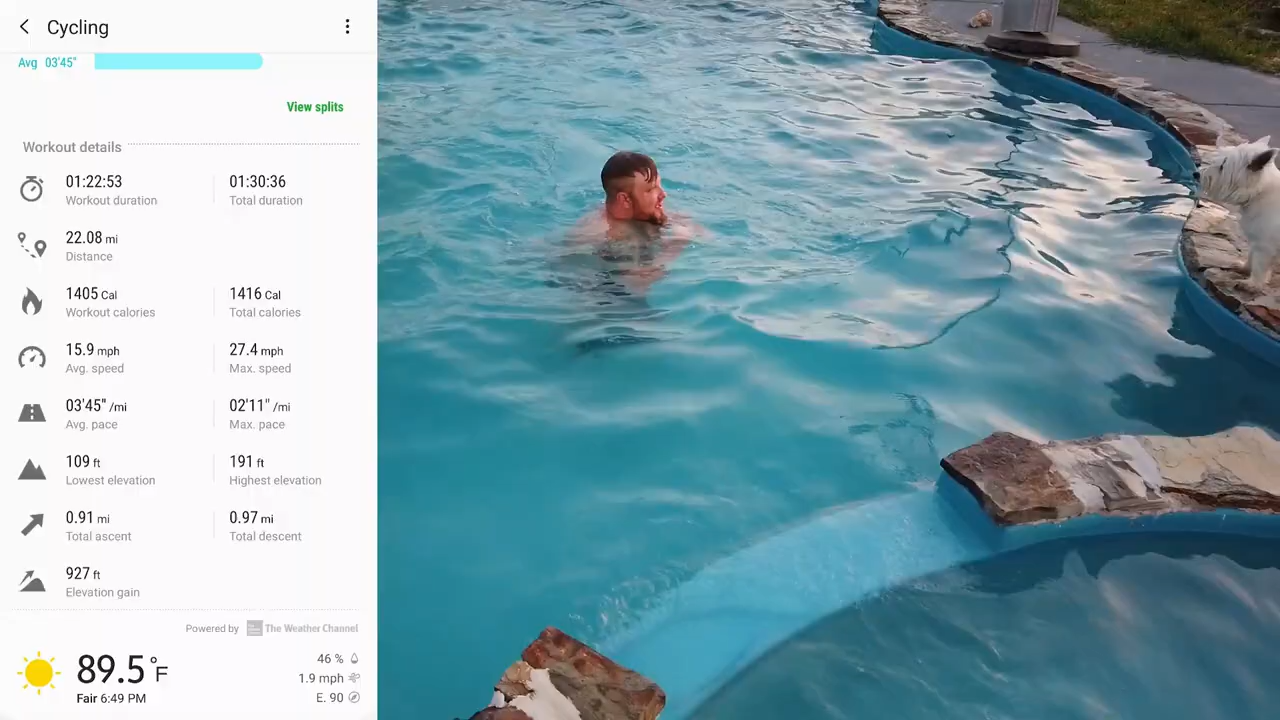 Cycling
Avg 03'45"
View splits
Workout details
01:22:53 01:30:36
Workout duration Total duration
22.08 mi
Distance
1405 Cal 1416 Cal
Workout calories Total calories
15.9 mph 27.4 mph
Avg. speed Max. speed
03'45" /mi 02'11" /mi
Avg. pace Max. pace
109 ft 191 ft
Lowest elevation Highest elevation
0.91 mi 0.97 mi
Total ascent Total descent
927 ft
Elevation gain
Powered by The Weather Channel
89.5 °F
46 %
1.9 mph
Fair 6:49 PM E. 90